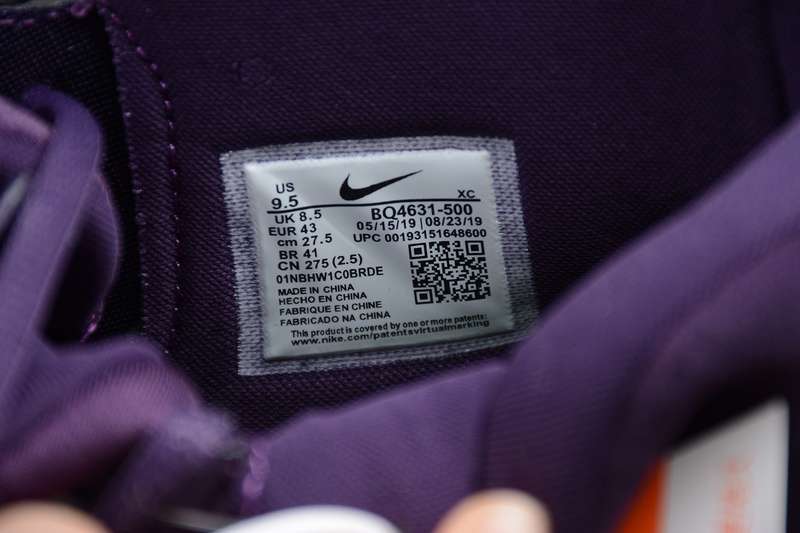 US
9.5 XC
UK 8.5 BQ4631-500
EUR 43 05/15/19 | 08/23/19
cm 27.5 UPC 00193151648600
BR 41
CN 275 (2.5)
01NBHW1C0BRDE
MADE IN CHINA
HECHO EN CHINA
FABRIQUE EN CHINE
FABRICADO NA CHINA
This product is covered by one or more patents:
www.nike.com/patentsvirtualmarking